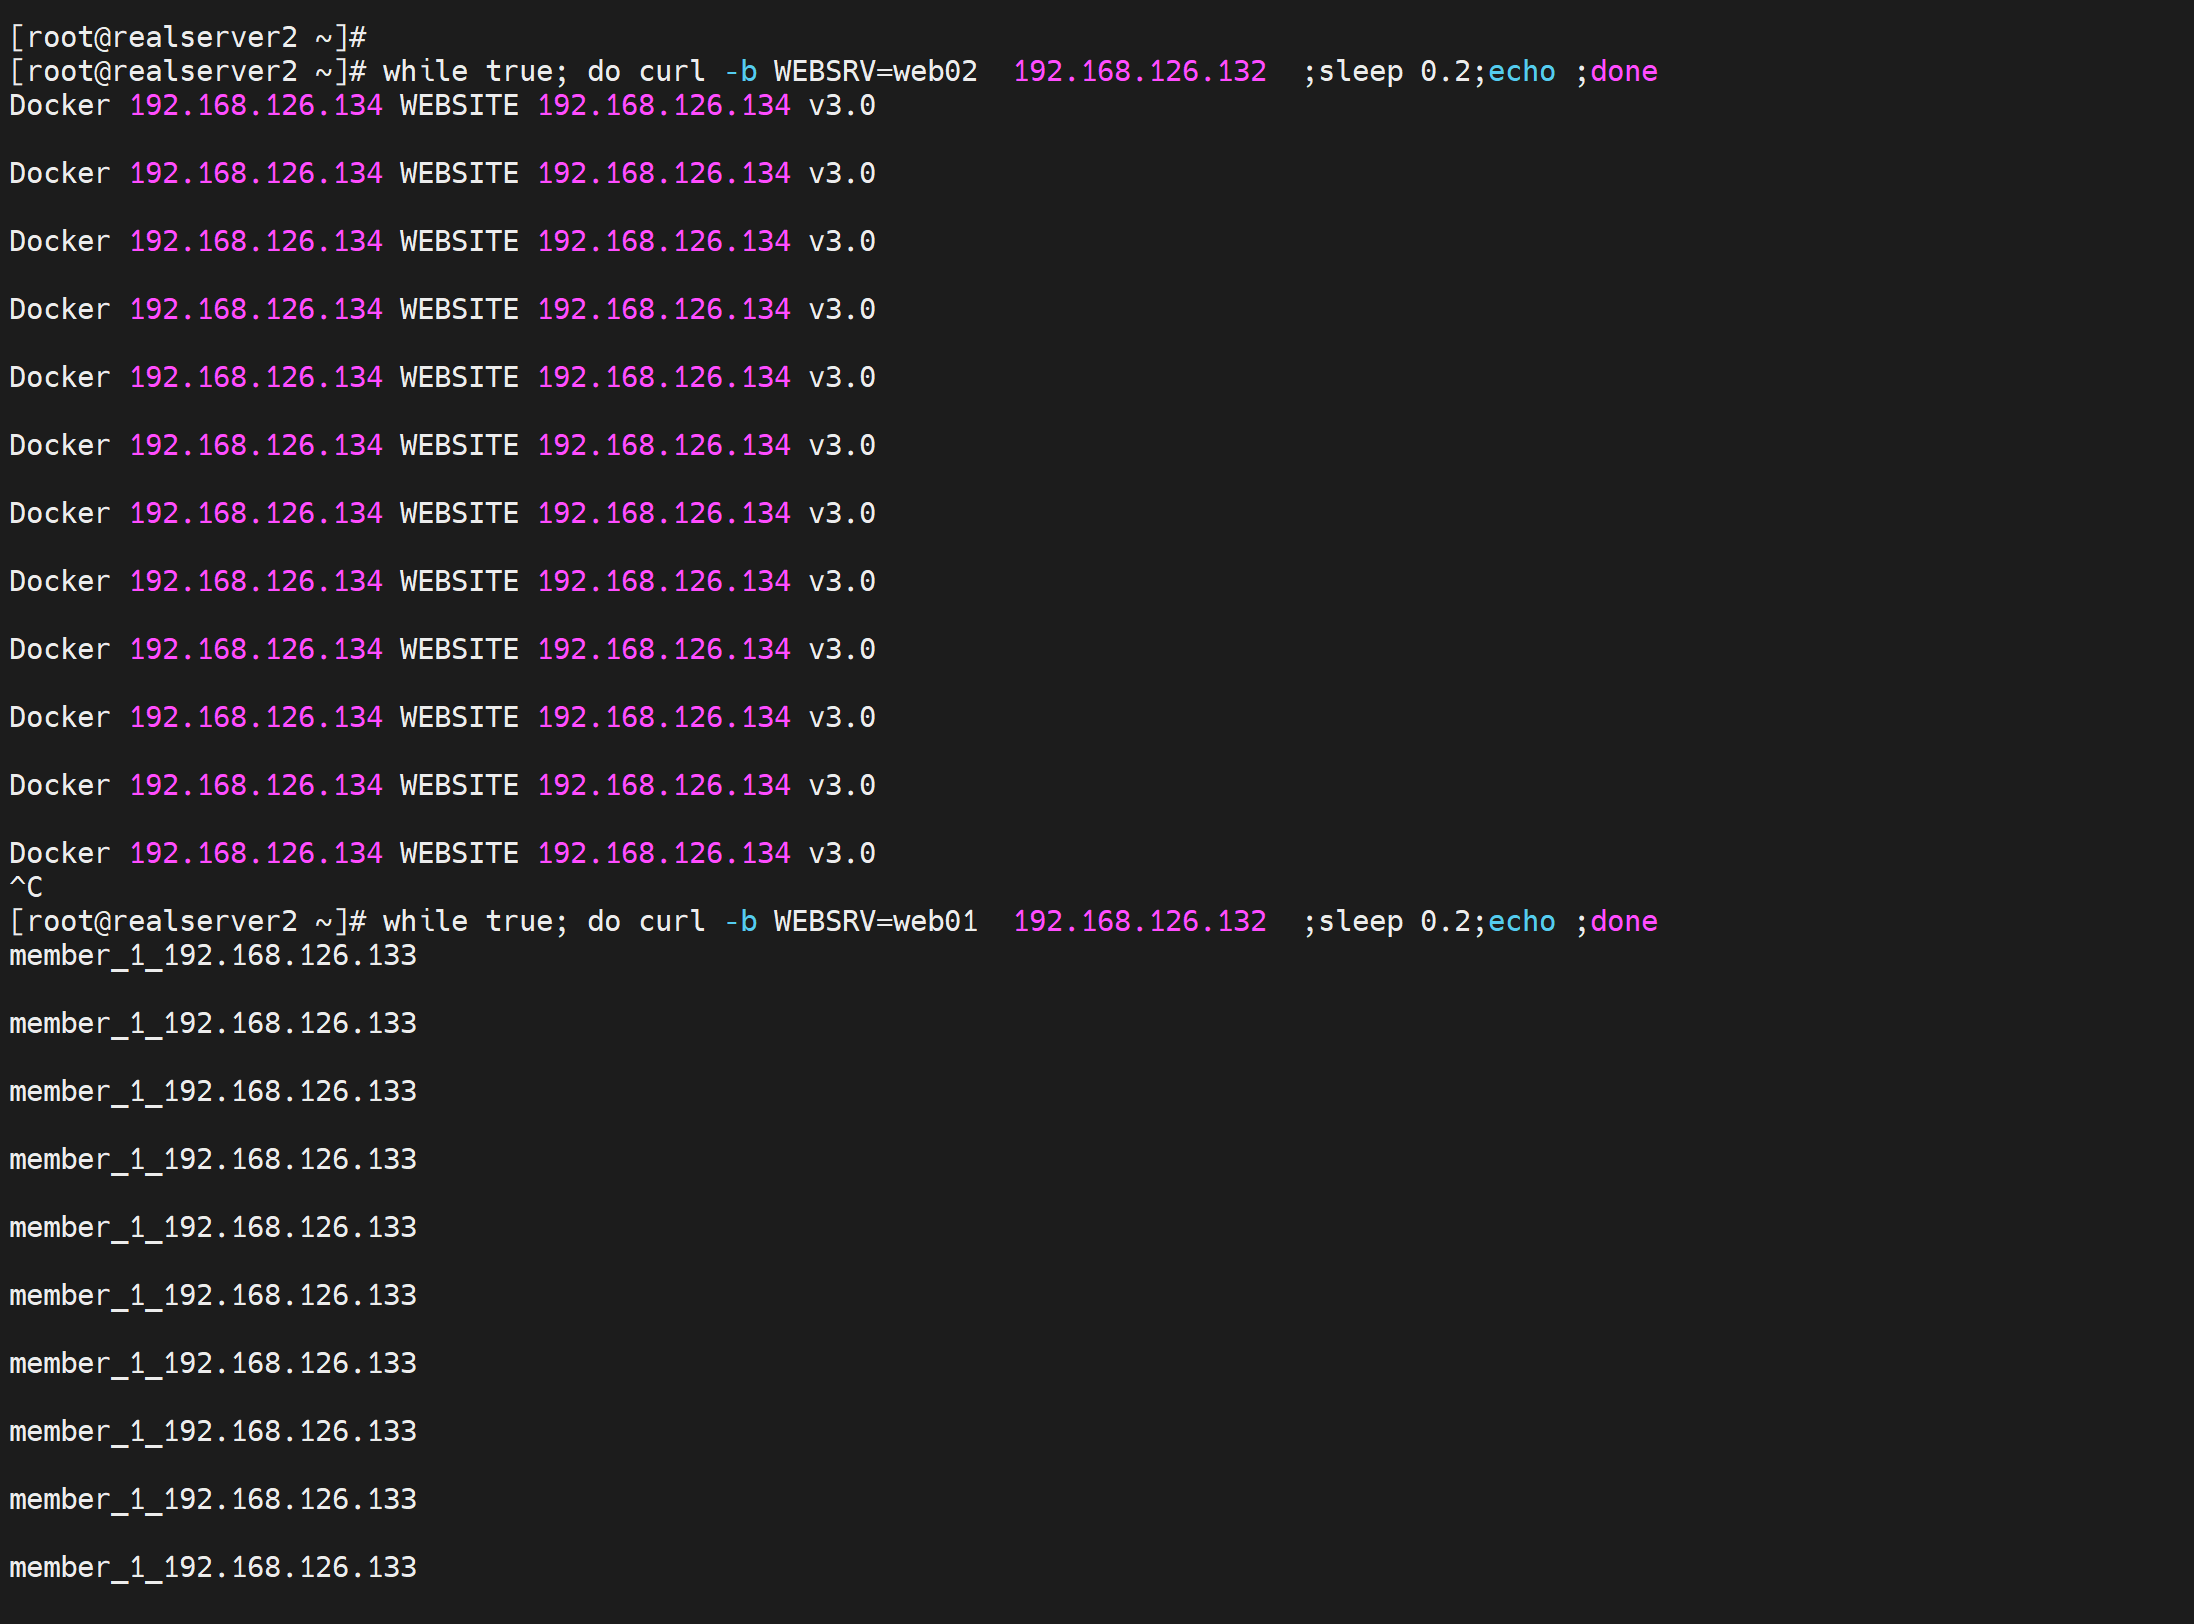 [root@realserver2 ~]#
[root@realserver2 ~]# while true; do curl -b WEBSRV=web02  192.168.126.132  ;sleep 0.2;echo ;done
Docker 192.168.126.134 WEBSITE 192.168.126.134 v3.0
Docker 192.168.126.134 WEBSITE 192.168.126.134 v3.0
Docker 192.168.126.134 WEBSITE 192.168.126.134 v3.0
Docker 192.168.126.134 WEBSITE 192.168.126.134 v3.0
Docker 192.168.126.134 WEBSITE 192.168.126.134 v3.0
Docker 192.168.126.134 WEBSITE 192.168.126.134 v3.0
Docker 192.168.126.134 WEBSITE 192.168.126.134 v3.0
Docker 192.168.126.134 WEBSITE 192.168.126.134 v3.0
Docker 192.168.126.134 WEBSITE 192.168.126.134 v3.0
Docker 192.168.126.134 WEBSITE 192.168.126.134 v3.0
Docker 192.168.126.134 WEBSITE 192.168.126.134 v3.0
Docker 192.168.126.134 WEBSITE 192.168.126.134 v3.0
^C
[root@realserver2 ~]# while true; do curl -b WEBSRV=web01  192.168.126.132  ;sleep 0.2;echo ;done
member_1_192.168.126.133
member_1_192.168.126.133
member_1_192.168.126.133
member_1_192.168.126.133
member_1_192.168.126.133
member_1_192.168.126.133
member_1_192.168.126.133
member_1_192.168.126.133
member_1_192.168.126.133
member_1_192.168.126.133